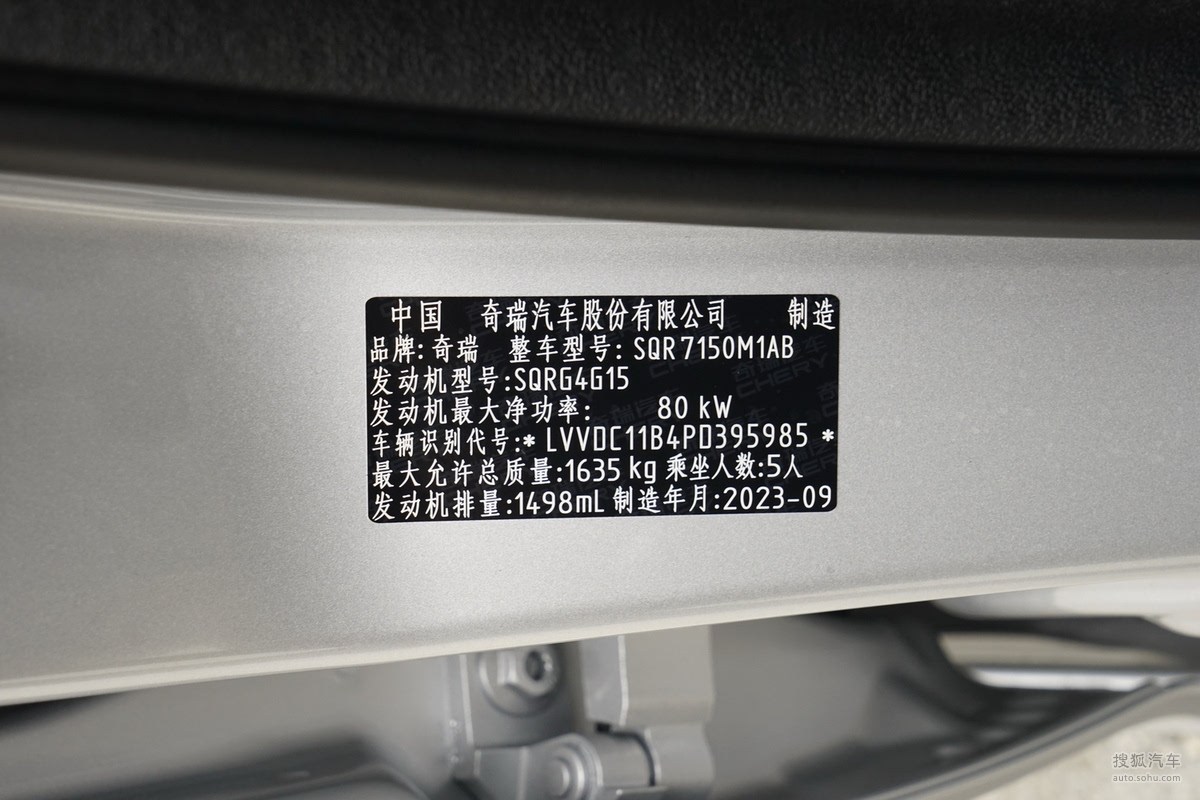 中国 奇瑞汽车股份有限公司 制造
品牌:奇瑞 整车型号:SQR7150M1AB
发动机型号:SQRG4G15
发动机最大净功率: 80 kW
车辆识别代号:*LVVDC11B4PD395985*
最大允许总质量:1635 kg 乘坐人数:5人
发动机排量:1498mL 制造年月:2023-09
搜狐汽车
auto.sohu.com